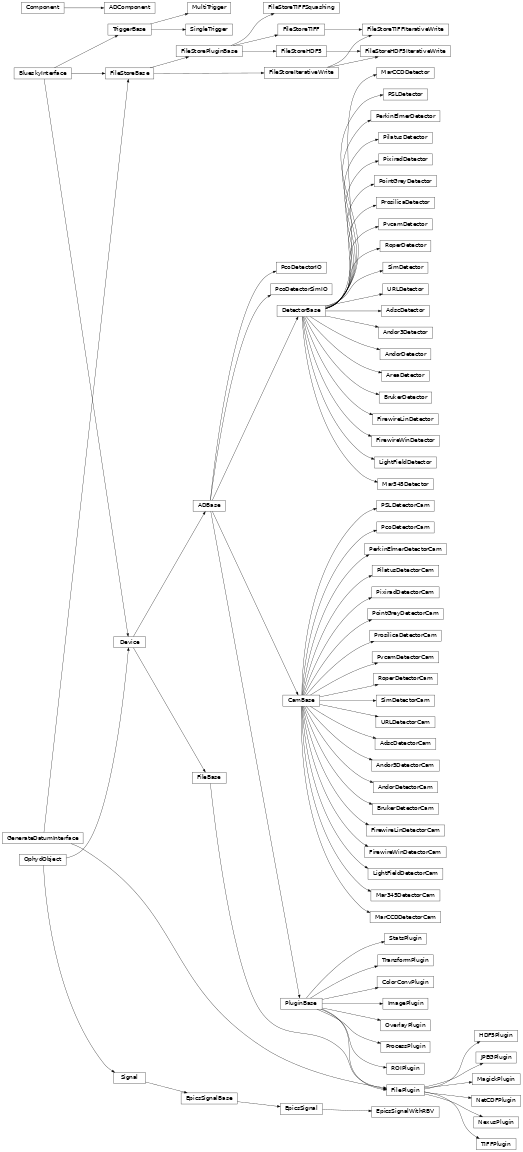 Component
ADComponent
MultiTrigger
TriggerBase
SingleTrigger
FileStoreTIFFSquashing
FileStoreTIFF
FileStoreTIFFIterativeWrite
FileStorePluginBase
FileStoreHDF5
FileStoreHDF5IterativeWrite
BlueskyInterface
FileStoreBase
FileStoreIterativeWrite
MarCCDDetector
PSLDetector
PerkinElmerDetector
PilatusDetector
PixiradDetector
PointGreyDetector
ProsilicaDetector
PvcamDetector
RoperDetector
PcoDetectorIO
SimDetector
PcoDetectorSimIO
URLDetector
DetectorBase
AdscDetector
Andor3Detector
AndorDetector
AreaDetector
BrukerDetector
FirewireLinDetector
FirewireWinDetector
LightFieldDetector
Mar345Detector
ADBase
PSLDetectorCam
PcoDetectorCam
PerkinElmerDetectorCam
PilatusDetectorCam
PixiradDetectorCam
PointGreyDetectorCam
ProsilicaDetectorCam
Device
PvcamDetectorCam
RoperDetectorCam
CamBase
SimDetectorCam
URLDetectorCam
AdscDetectorCam
Andor3DetectorCam
FileBase
AndorDetectorCam
BrukerDetectorCam
FirewireLinDetectorCam
GenerateDatumInterface
FirewireWinDetectorCam
OphydObject
LightFieldDetectorCam
Mar345DetectorCam
MarCCDDetectorCam
StatsPlugin
TransformPlugin
ColorConvPlugin
PluginBase
ImagePlugin
OverlayPlugin
HDF5Plugin
ProcessPlugin
JPEGPlugin
ROIPlugin
Signal
MagickPlugin
FilePlugin
EpicsSignalBase
NetCDFPlugin
EpicsSignal
EpicsSignalWithRBV
NexusPlugin
TIFFPlugin